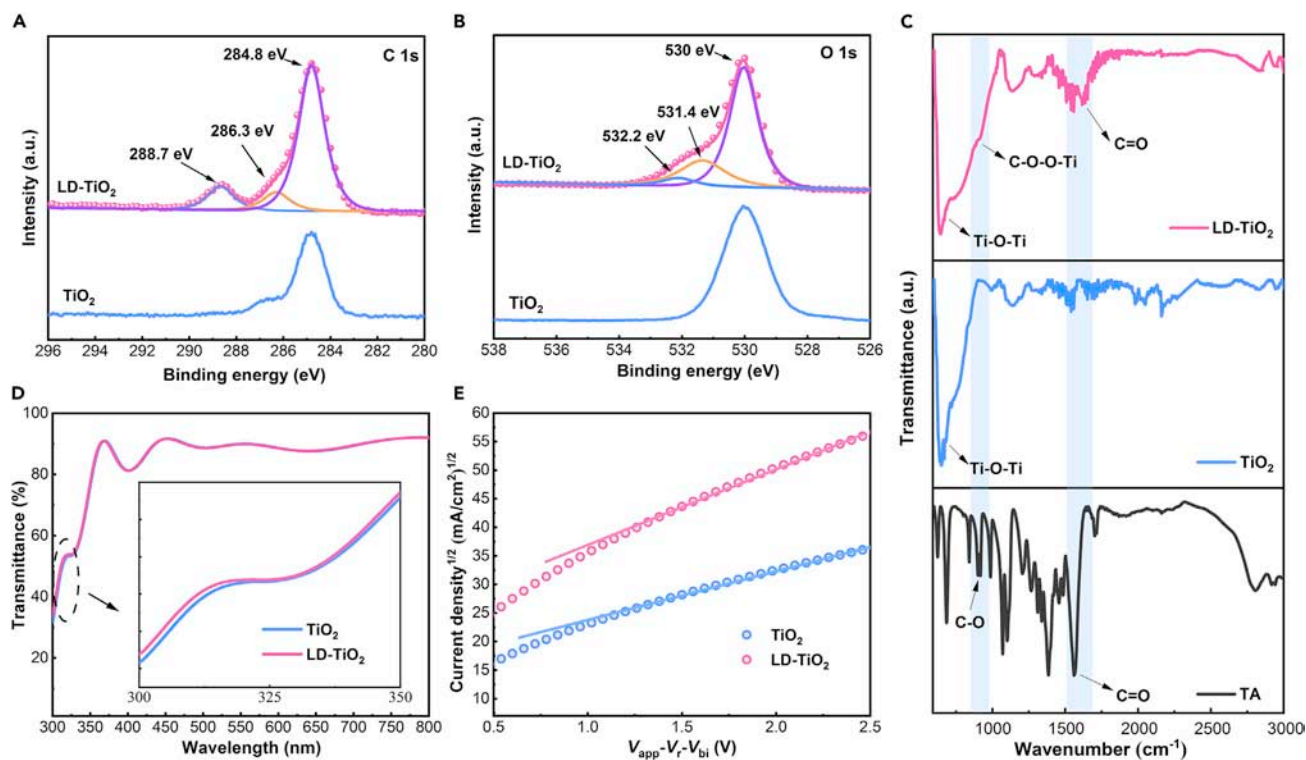 A
C 1s
284.8 eV
286.3 eV
288.7 eV
LD-TiO₂
TiO₂
Intensity (a.u.)
296 294 292 290 288 286 284 282 280
Binding energy (eV)
B
O 1s
530 eV
531.4 eV
532.2 eV
LD-TiO₂
TiO₂
Intensity (a.u.)
538 536 534 532 530 528 526
Binding energy (eV)
C
C=O
C-O-O-Ti
Ti-O-Ti
LD-TiO₂
Ti-O-Ti
TiO₂
C-O
C=O
TA
Transmittance (a.u.)
1000 1500 2000 2500 3000
Wavenumber (cm⁻¹)
D
100
80
60
40
20
Transmittance (%)
TiO₂
LD-TiO₂
300 350
300 350 400 450 500 550 600 650 700 750 800
Wavelength (nm)
E
60
55
50
45
40
35
30
25
20
15
10
Current density¹/² (mA/cm²)¹/²
TiO₂
LD-TiO₂
0.5 1.0 1.5 2.0 2.5
Vapp-Vr-Vbi (V)